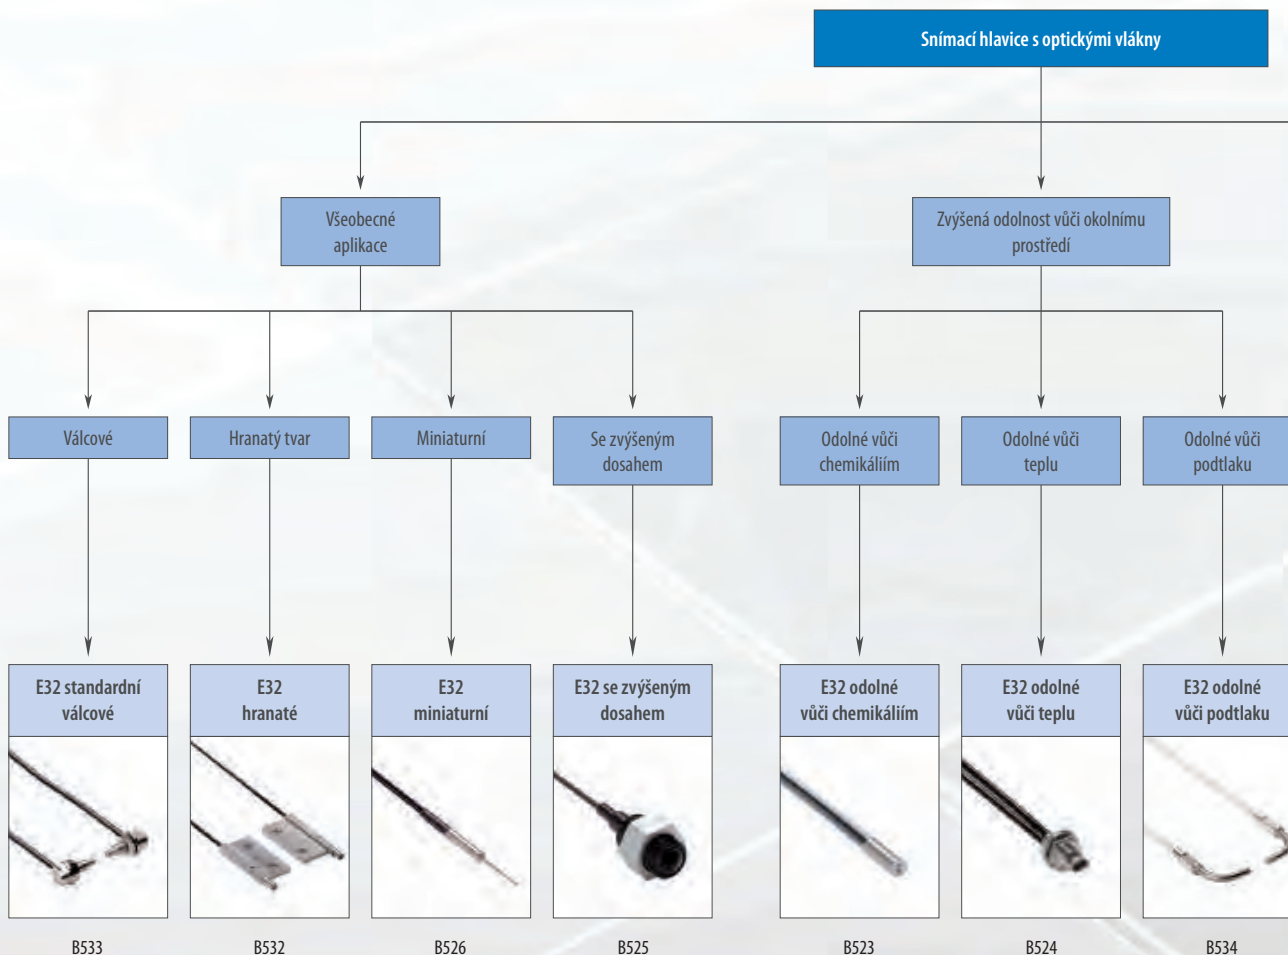 Snímací hlavice s optickými vlákny
Všeobecné
aplikace
Zvýšená odolnost vůči okolnímu
prostředí
Válcové
Hranatý tvar
Miniaturní
Se zvýšeným
dosahem
Odolné vůči
chemikáliím
Odolné vůči
teplu
Odolné vůči
podtlaku
E32 standardní
válcové
E32
hranaté
E32
miniaturní
E32 se zvýšeným
dosahem
E32 odolné
vůči chemikáliím
E32 odolné
vůči teplu
E32 odolné
vůči podtlaku
B533
B532
B526
B525
B523
B524
B534